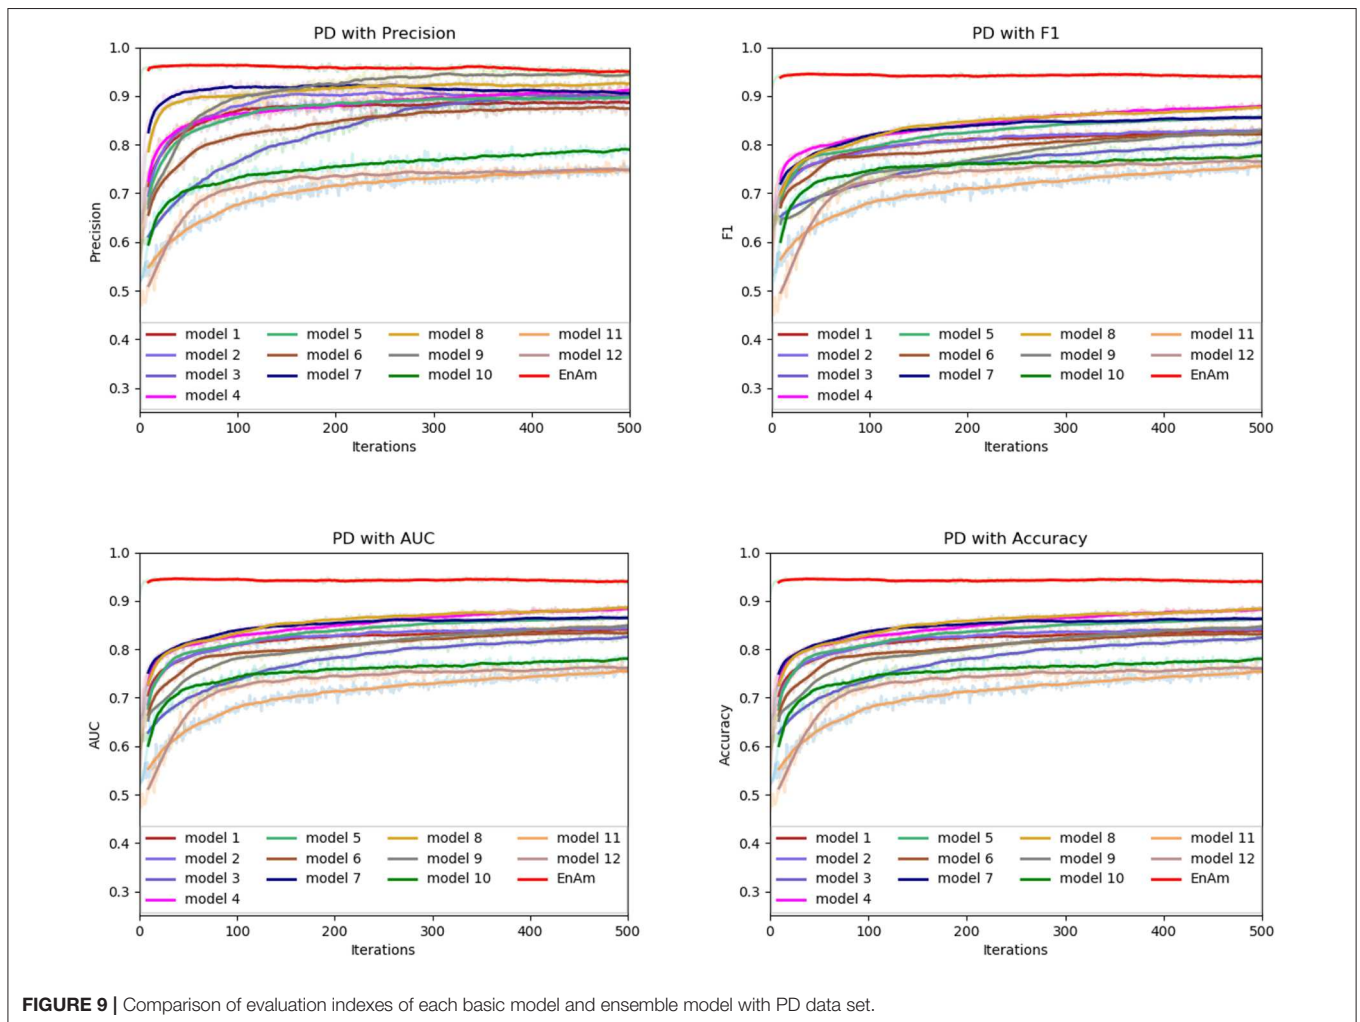 PD with Precision
1.0
0.9
0.8
0.7
0.6
0.5
0.4
0.3
Precision
model 1 model 5 model 8 model 11
model 2 model 6 model 9 model 12
model 3 model 7 model 10 EnAm
model 4
0 100 200 300 400 500
Iterations
PD with F1
1.0
0.9
0.8
0.7
0.6
0.5
0.4
0.3
F1
model 1 model 5 model 8 model 11
model 2 model 6 model 9 model 12
model 3 model 7 model 10 EnAm
model 4
0 100 200 300 400 500
Iterations
PD with AUC
1.0
0.9
0.8
0.7
0.6
0.5
0.4
0.3
AUC
model 1 model 5 model 8 model 11
model 2 model 6 model 9 model 12
model 3 model 7 model 10 EnAm
model 4
0 100 200 300 400 500
Iterations
PD with Accuracy
1.0
0.9
0.8
0.7
0.6
0.5
0.4
0.3
Accuracy
model 1 model 5 model 8 model 11
model 2 model 6 model 9 model 12
model 3 model 7 model 10 EnAm
model 4
0 100 200 300 400 500
Iterations
FIGURE 9 | Comparison of evaluation indexes of each basic model and ensemble model with PD data set.